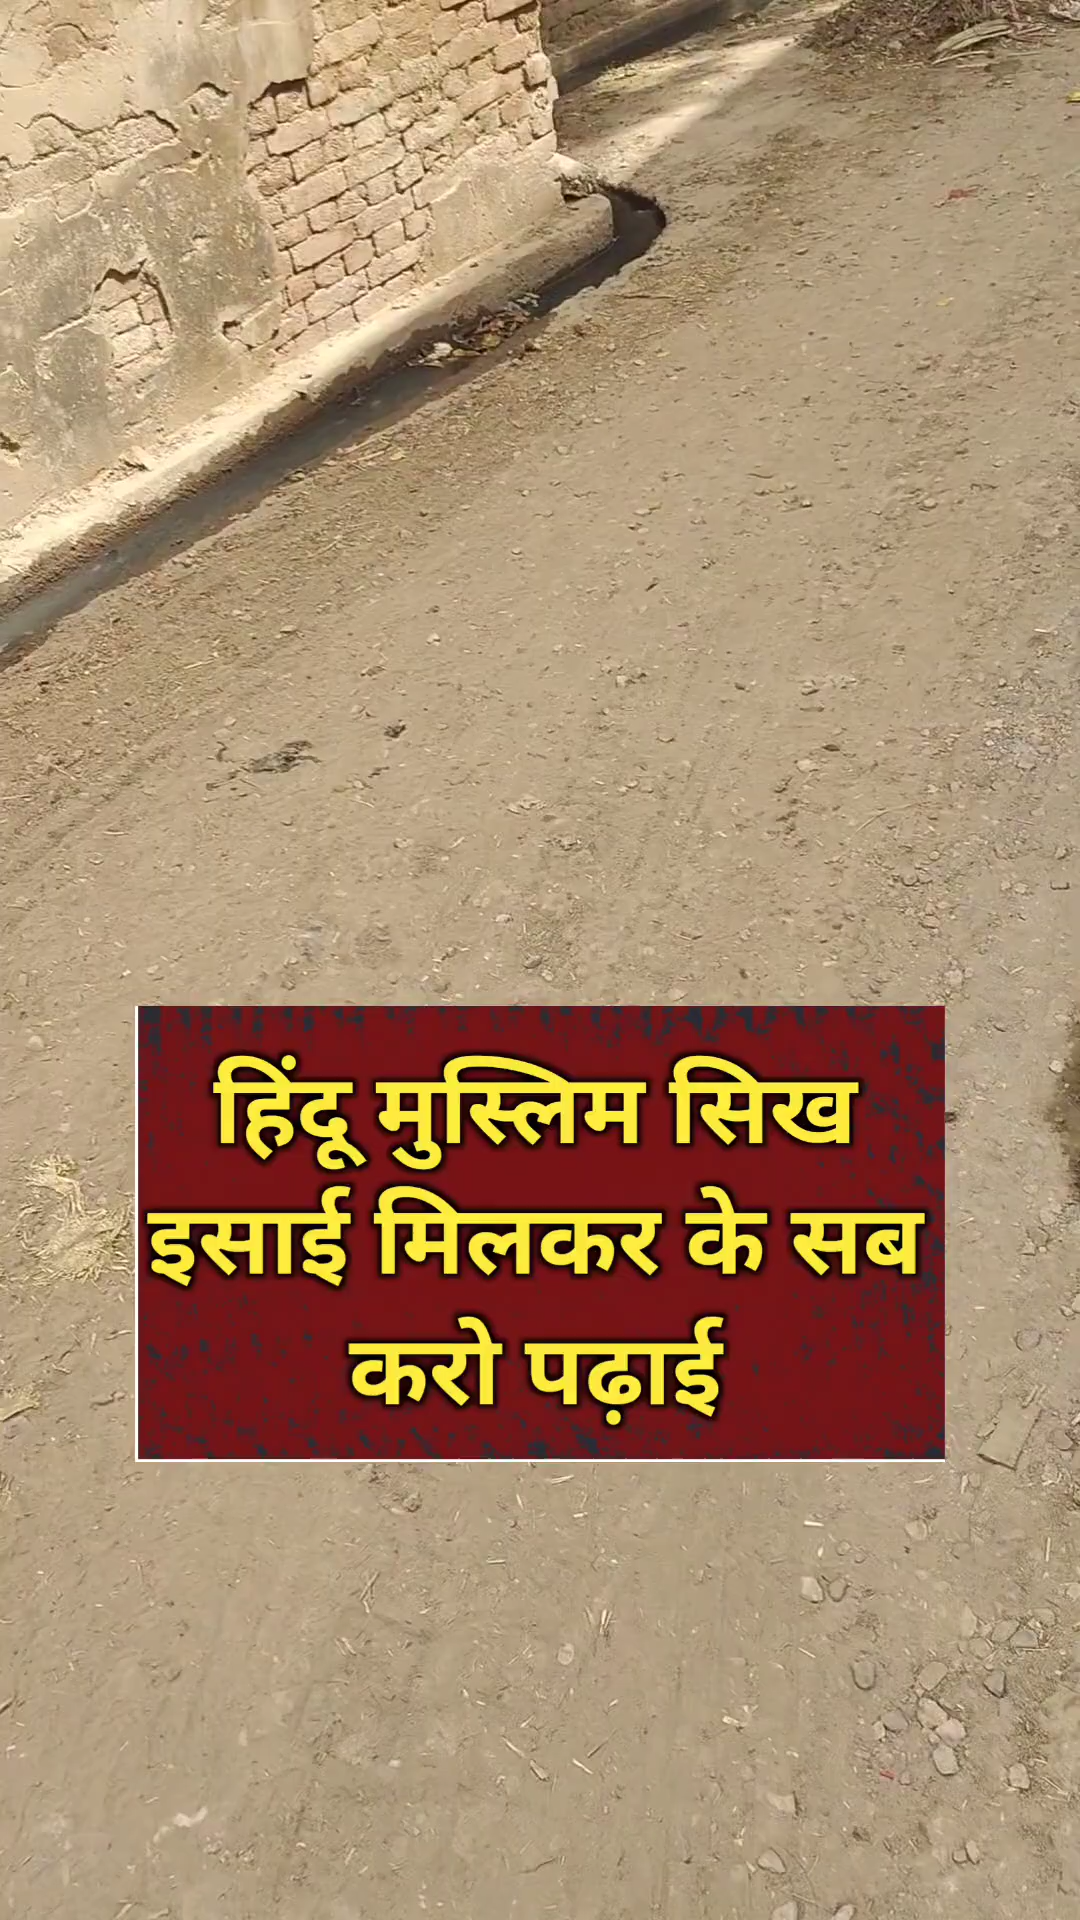 हिंदू मुस्लिम सिख
इसाई मिलकर के सब
करो पढ़ाई